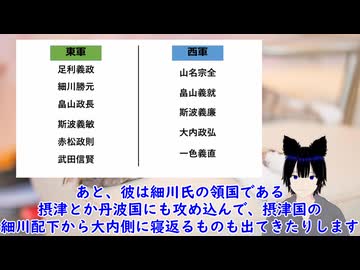 東軍
足利義政
細川勝元
畠山政長
斯波義敏
赤松政則
武田信賢
西軍
山名宗全
畠山義就
斯波義廉
大内政弘
一色義直
あと、彼は細川氏の領国である
摂津とか丹波国にも攻め込んで、摂津国の
細川配下から大内側に寝返るものも出てきたりします